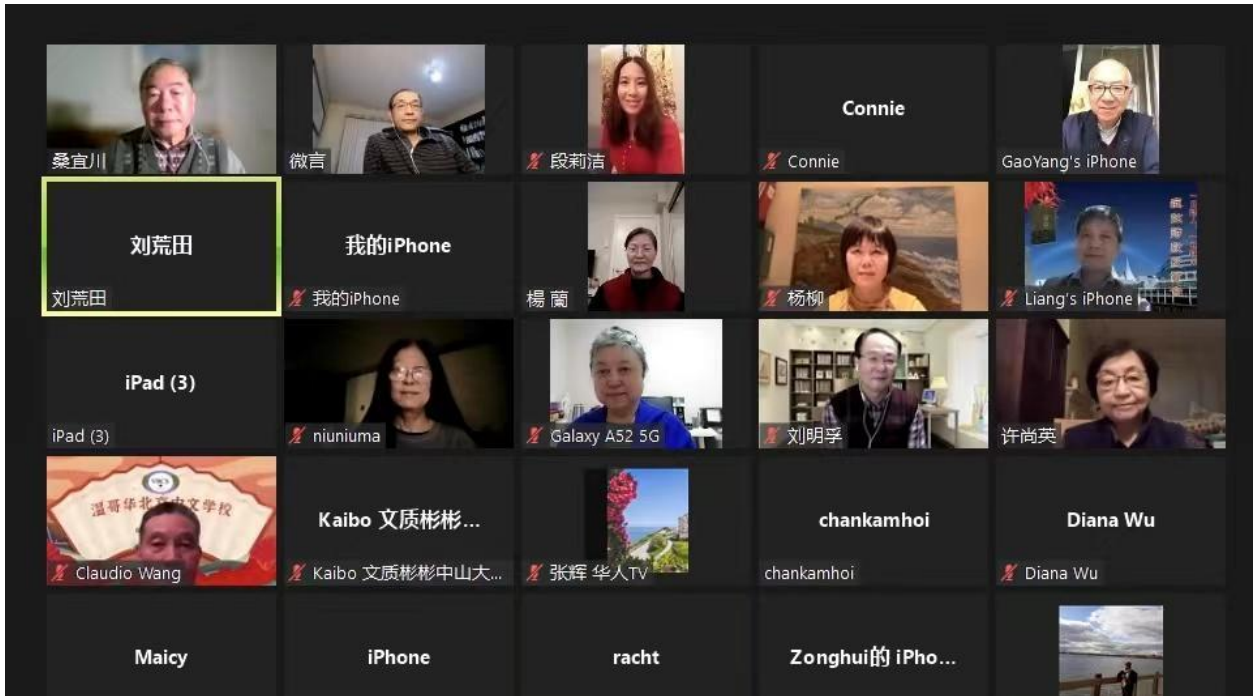 桑宜川
微言
段莉洁
Connie
Connie
GaoYang's iPhone
刘荒田
刘荒田
我的iPhone
我的iPhone
楊 蘭
杨柳
Liang's iPhone
iPad (3)
iPad (3)
niuniuma
Galaxy A52 5G
刘明孚
许尚英
温哥华北京中文学校
Claudio Wang
Kaibo 文质彬彬...
Kaibo 文质彬彬中山大...
张辉 华人TV
chankamhoi
chankamhoi
Diana Wu
Diana Wu
Maicy
iPhone
racht
Zonghui的 iPho...